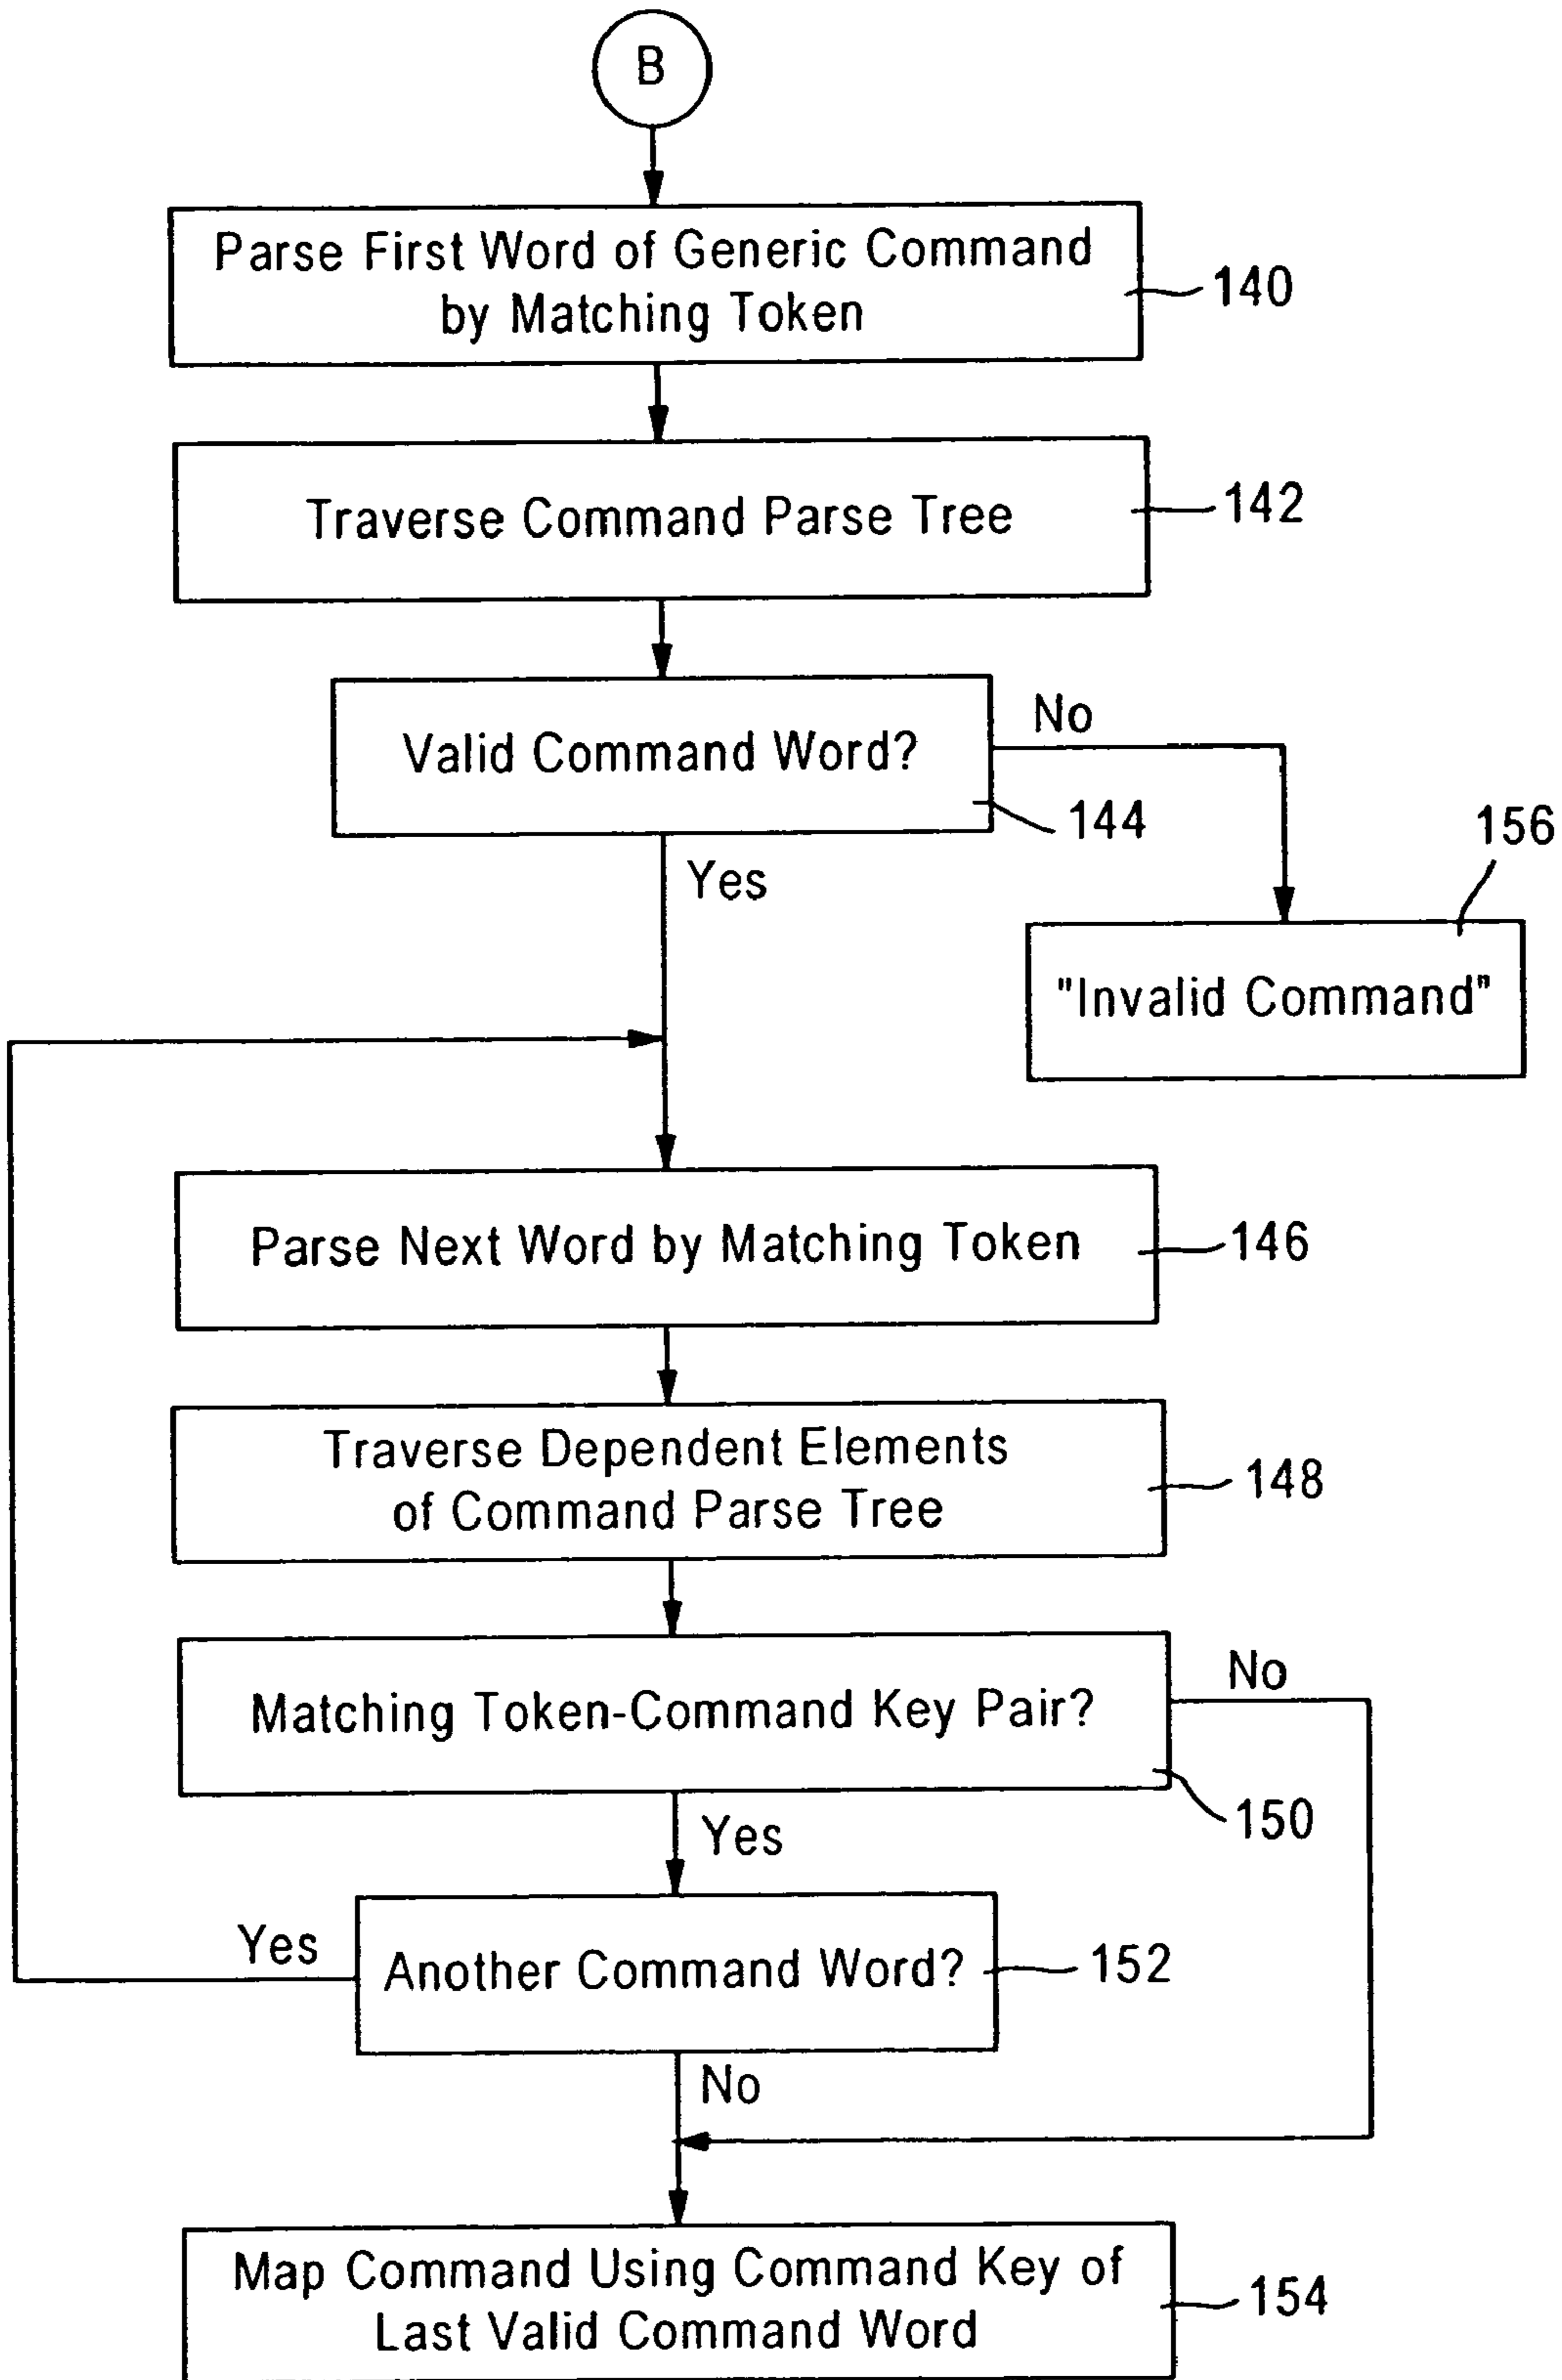 B
Parse First Word of Generic Command
by Matching Token
140
Traverse Command Parse Tree
142
Valid Command Word?
No
144
Yes
156
"Invalid Command"
Parse Next Word by Matching Token
146
Traverse Dependent Elements
of Command Parse Tree
148
Matching Token-Command Key Pair?
No
150
Yes
Another Command Word?
152
Yes
No
Map Command Using Command Key of
Last Valid Command Word
154